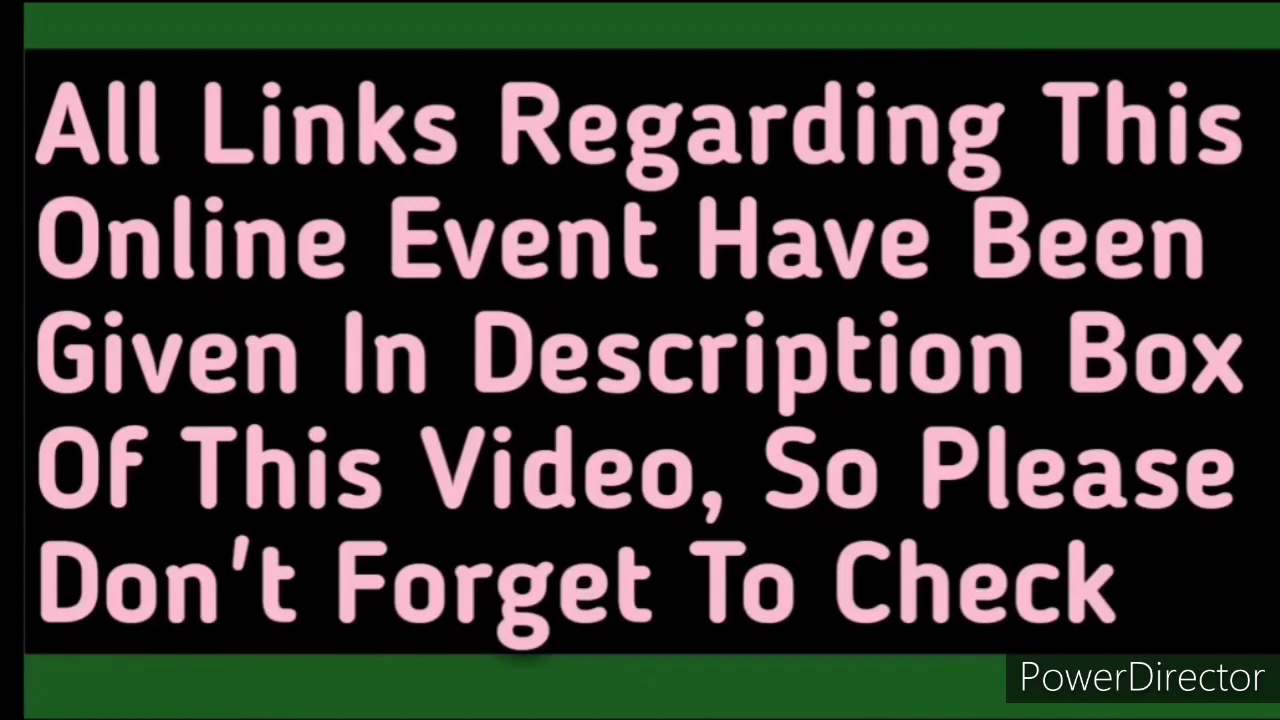 All Links Regarding This
Online Event Have Been
Given In Description Box
Of This Video, So Please
Don't Forget To Check
PowerDirector